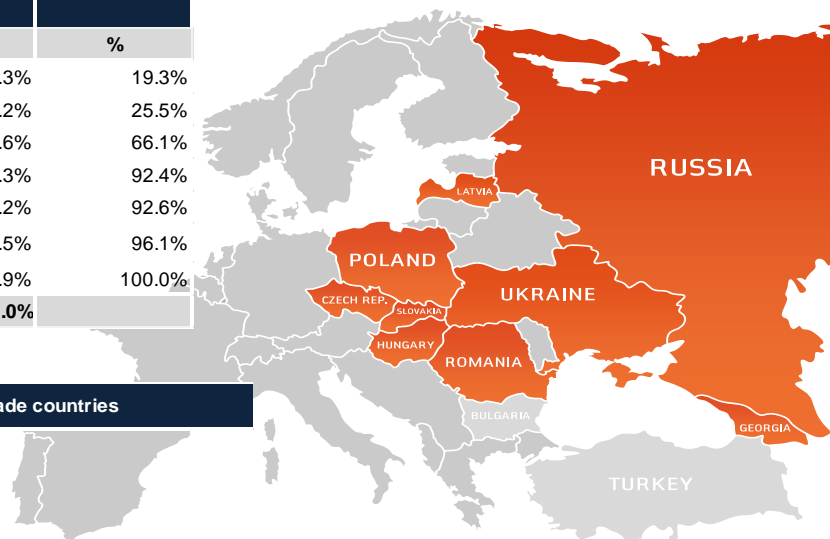 %
.3% 19.3%
.2% 25.5%
.6% 66.1%
.3% 92.4%
.2% 92.6%
.5% 96.1%
.9% 100.0%
.0%
ade countries
RUSSIA
LATVIA
POLAND
UKRAINE
CZECH REP.
SLOVAKIA
HUNGARY
ROMANIA
BULGARIA
GEORGIA
TURKEY